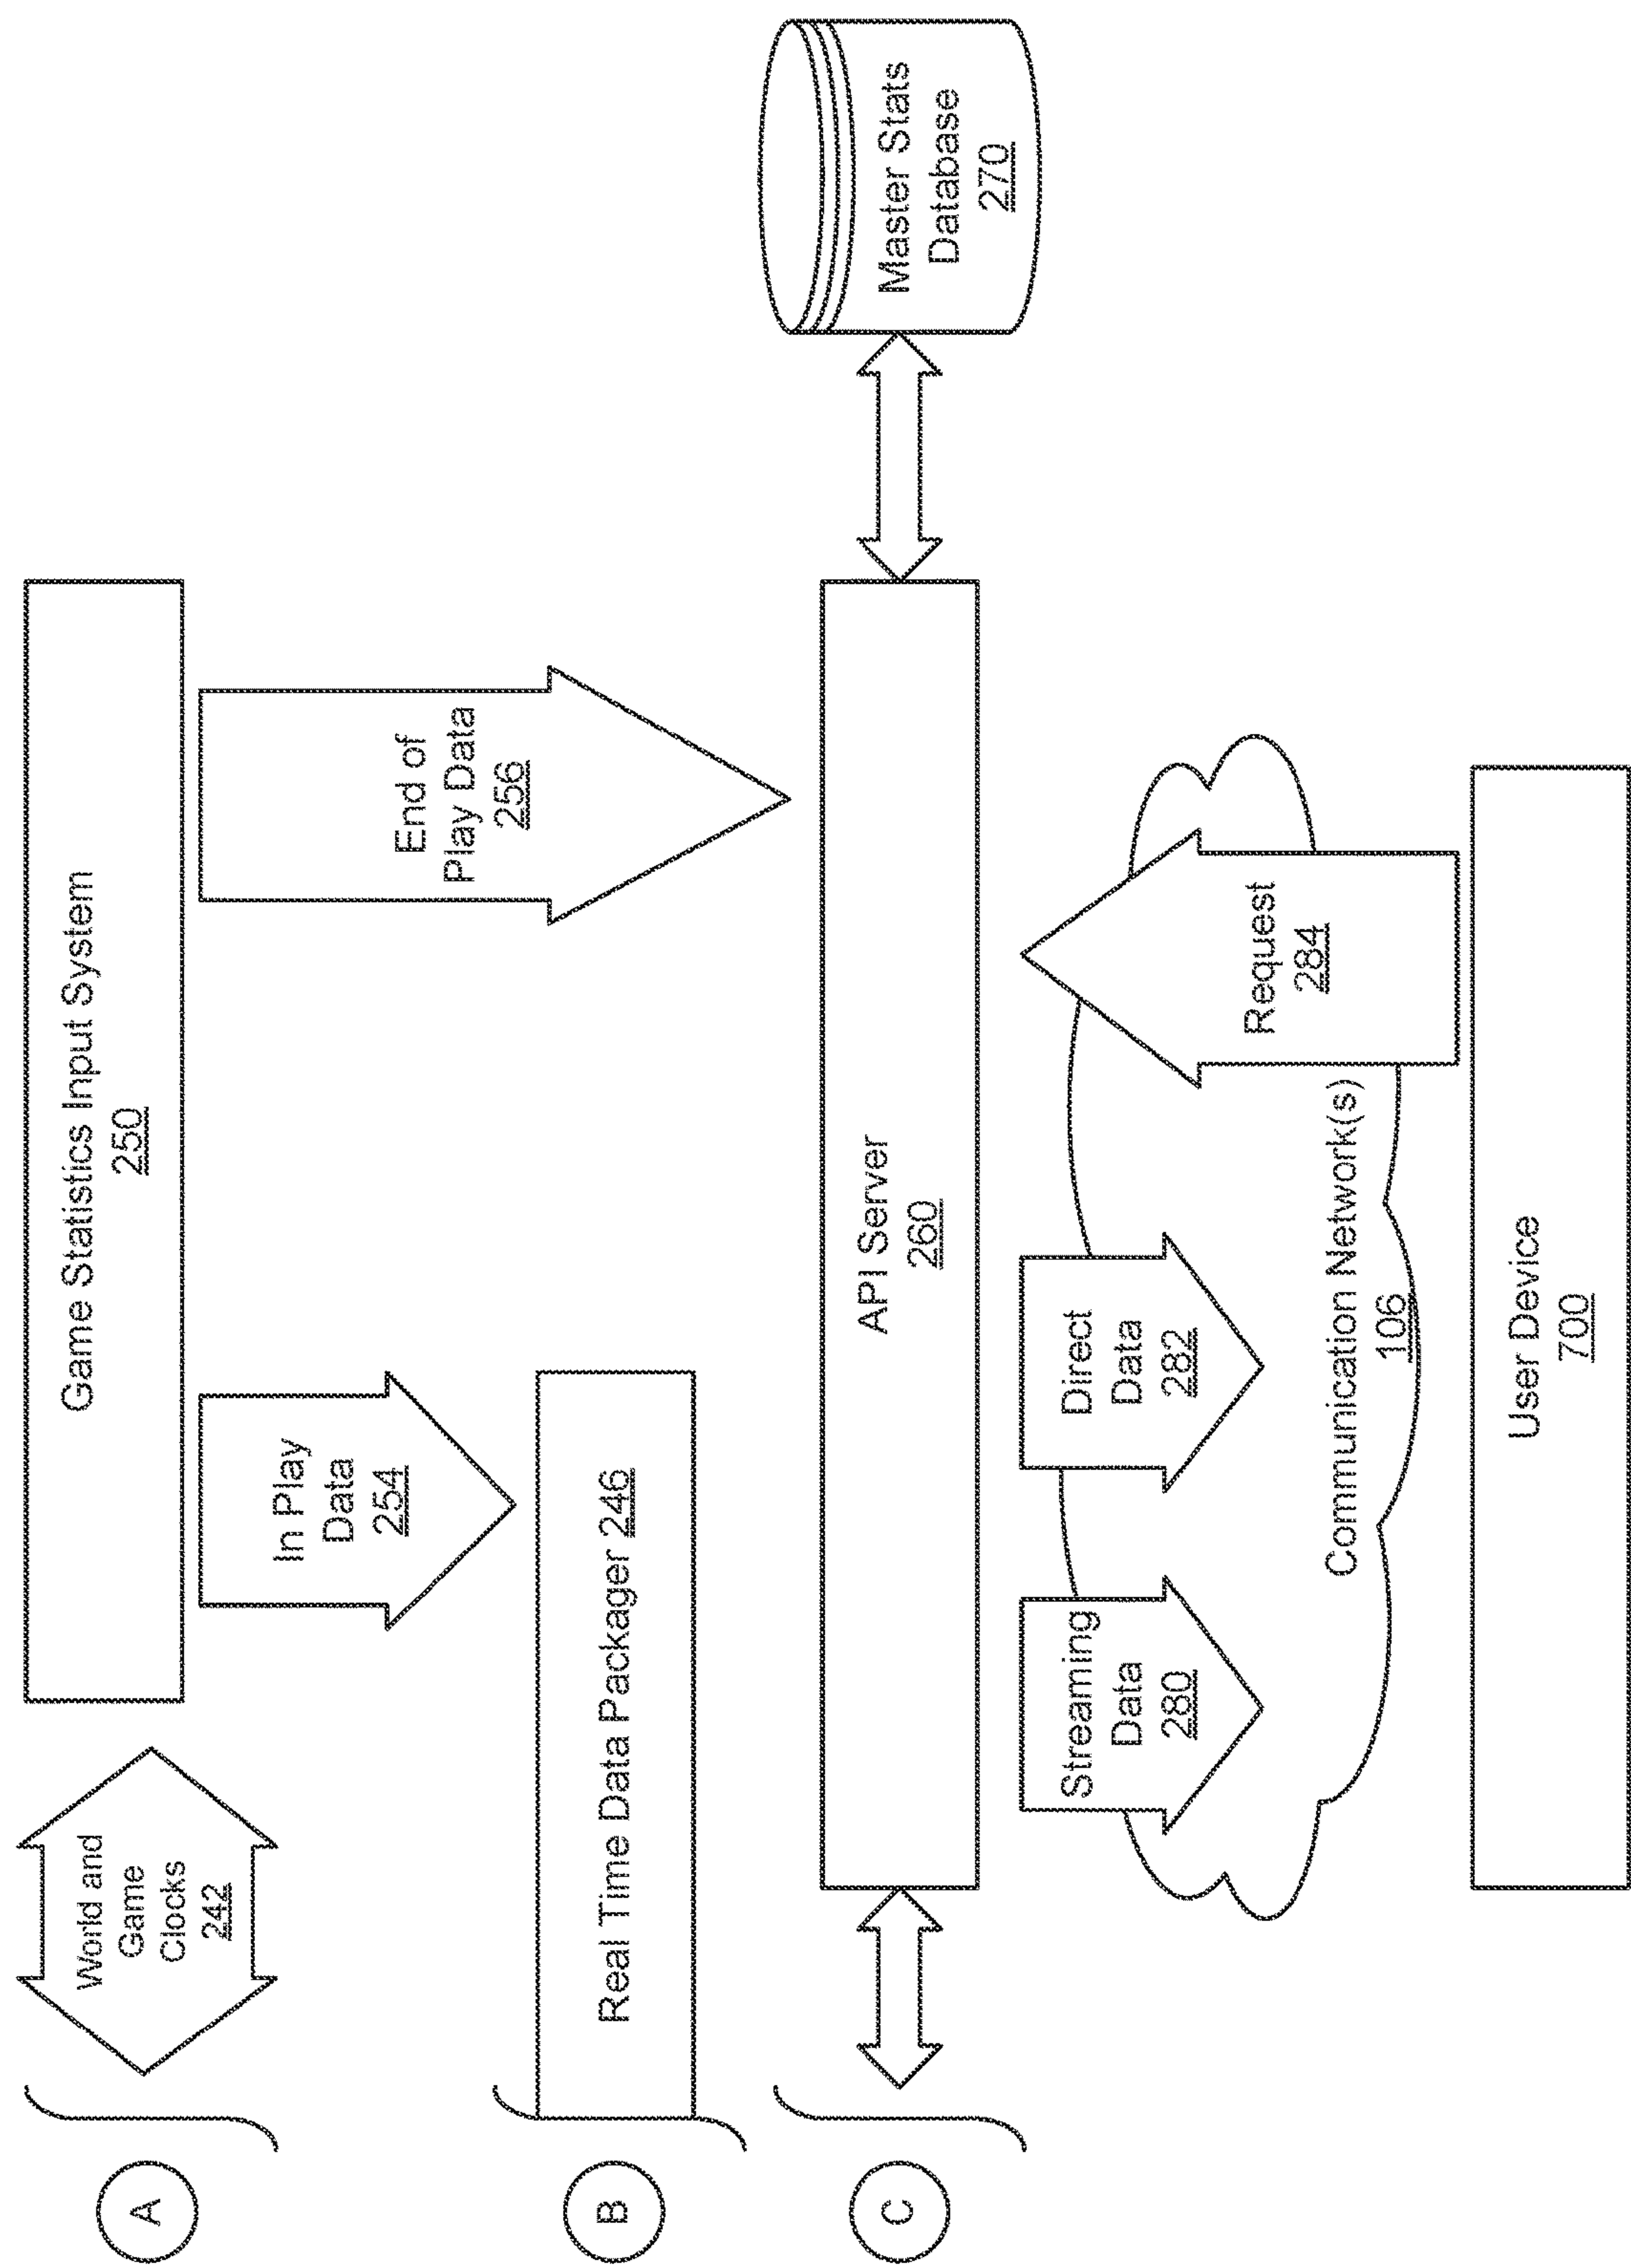 A
World and
Game
Clocks
242
Game Statistics Input System
250
In Play
Data
254
End of
Play Data
256
B
Real Time Data Packager 246
C
API Server
260
Master Stats
Database
270
Streaming
Data
280
Direct
Data
282
Request
284
Communication Network(s)
106
User Device
700